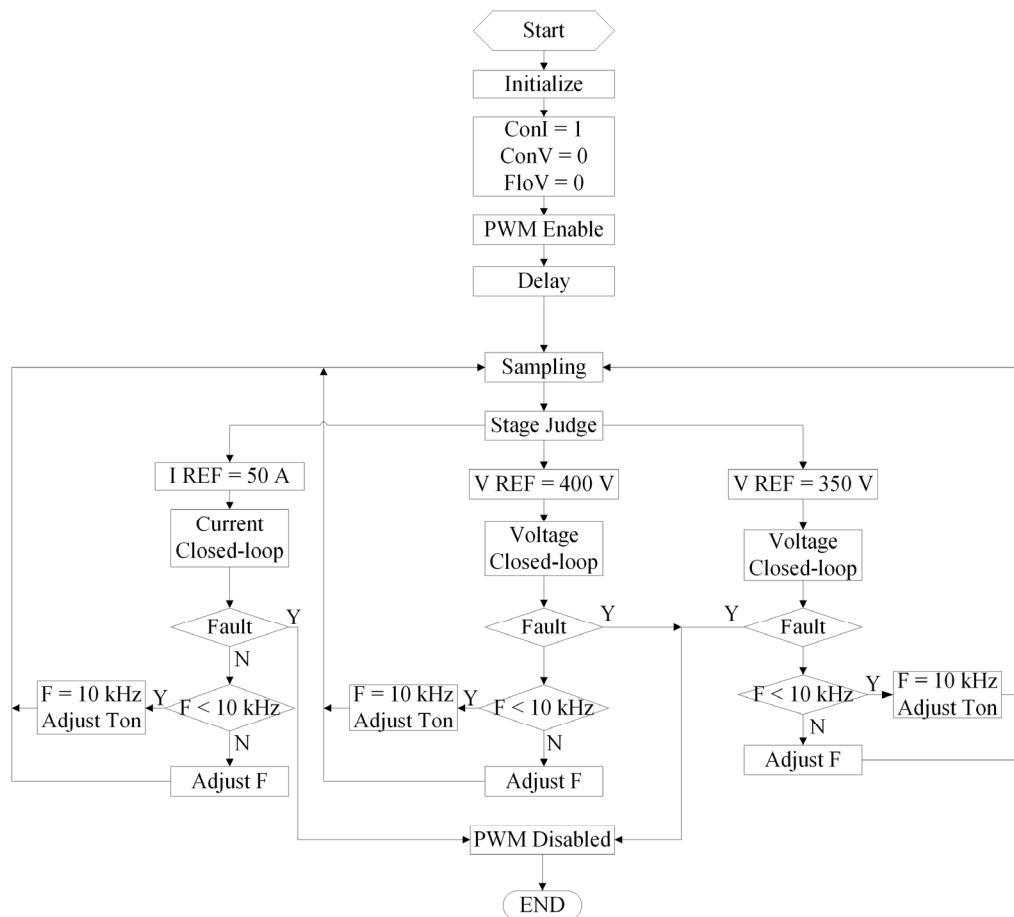 Start
Initialize
ConI = 1
ConV = 0
FloV = 0
PWM Enable
Delay
Sampling
Stage Judge
I REF = 50 A
Current
Closed-loop
Fault
Y
N
F < 10 kHz
Y
F = 10 kHz
Adjust Ton
N
Adjust F
V REF = 400 V
Voltage
Closed-loop
Fault
Y
F < 10 kHz
Y
F = 10 kHz
Adjust Ton
N
Adjust F
V REF = 350 V
Voltage
Closed-loop
Y
Fault
F < 10 kHz
Y
F = 10 kHz
Adjust Ton
N
Adjust F
PWM Disabled
END